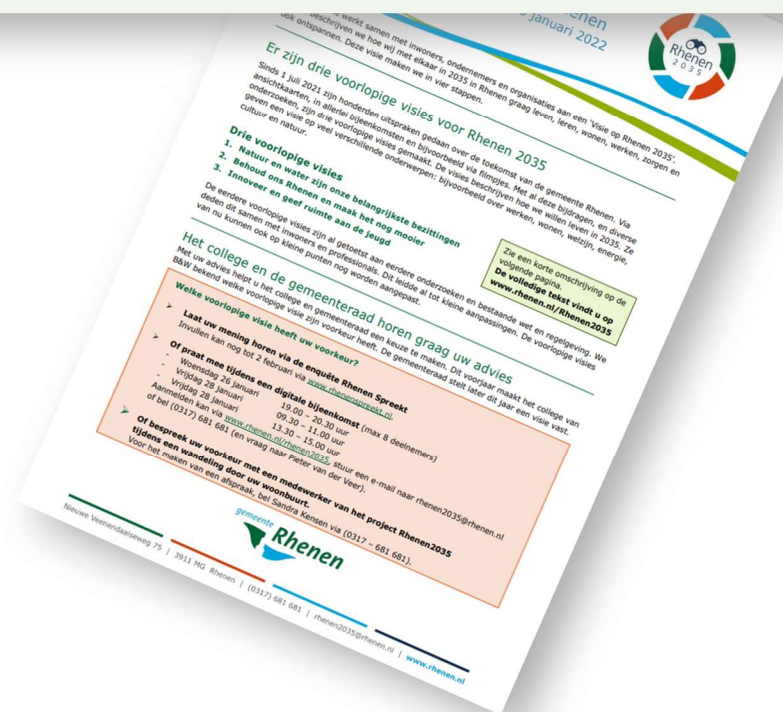 januari 2022
Rhenen
2035
werkt samen met inwoners, ondernemers en organisaties aan een 'Visie op Rhenen 2035'.
beschrijven we hoe wij met elkaar in 2035 in Rhenen graag leven, leren, wonen, werken, zorgen en
ook ontspannen. Deze visie maken we in vier stappen.
Er zijn drie voorlopige visies voor Rhenen 2035
Sinds 1 juli 2021 zijn honderden uitspraken gedaan over de toekomst van de gemeente Rhenen. Via
ansichtkaarten, in allerlei bijeenkomsten en bijvoorbeeld via filmpjes. Met al deze bijdragen, en diverse
onderzoeken, zijn drie voorlopige visies gemaakt. De visies beschrijven hoe we willen leven in 2035. Ze
geven een visie op veel verschillende onderwerpen: bijvoorbeeld over werken, wonen, welzijn, energie,
cultuur en natuur.
Drie voorlopige visies
1. Natuur en water zijn onze belangrijkste bezittingen
2. Behoud ons Rhenen en maak het nog mooier
3. Innoveer en geef ruimte aan de jeugd
Zie een korte omschrijving op de
volgende pagina.
De volledige tekst vindt u op
www.rhenen.nl/Rhenen2035
De eerdere voorlopige visies zijn al getoetst aan eerdere onderzoeken en bestaande wet en regelgeving. We
deden dit samen met inwoners en professionals. Dit leidde al tot kleine aanpassingen. De voorlopige visies
van nu kunnen ook op kleine punten nog worden aangepast.
Het college en de gemeenteraad horen graag uw advies
Met uw advies helpt u het college en gemeenteraad een keuze te maken. Dit voorjaar maakt het college van
B&W bekend welke voorlopige visie zijn voorkeur heeft. De gemeenteraad stelt later dit jaar een visie vast.
Welke voorlopige visie heeft uw voorkeur?
➢ Laat uw mening horen via de enquête Rhenen Spreekt
Invullen kan nog tot 2 februari via www.rhenenspreekt.nl.
➢ Of praat mee tijdens een digitale bijeenkomst (max 8 deelnemers)
- Woensdag 26 januari 19.00 – 20.30 uur
- Vrijdag 28 januari 09.30 – 11.00 uur
- Vrijdag 28 januari 13.30 – 15.00 uur
Aanmelden kan via www.rhenen.nl/rhenen2035, stuur een e-mail naar rhenen2035@rhenen.nl
of bel (0317) 681 681 (en vraag naar Pieter van der Veer).
➢ Of bespreek uw voorkeur met een medewerker van het project Rhenen2035
tijdens een wandeling door uw woonbuurt.
Voor het maken van een afspraak, bel Sandra Kensen via (0317 – 681 681).
gemeente
Rhenen
Nieuwe Veenendaalseweg 75 | 3911 MG Rhenen | (0317) 681 681 | rhenen2035@rhenen.nl | www.rhenen.nl